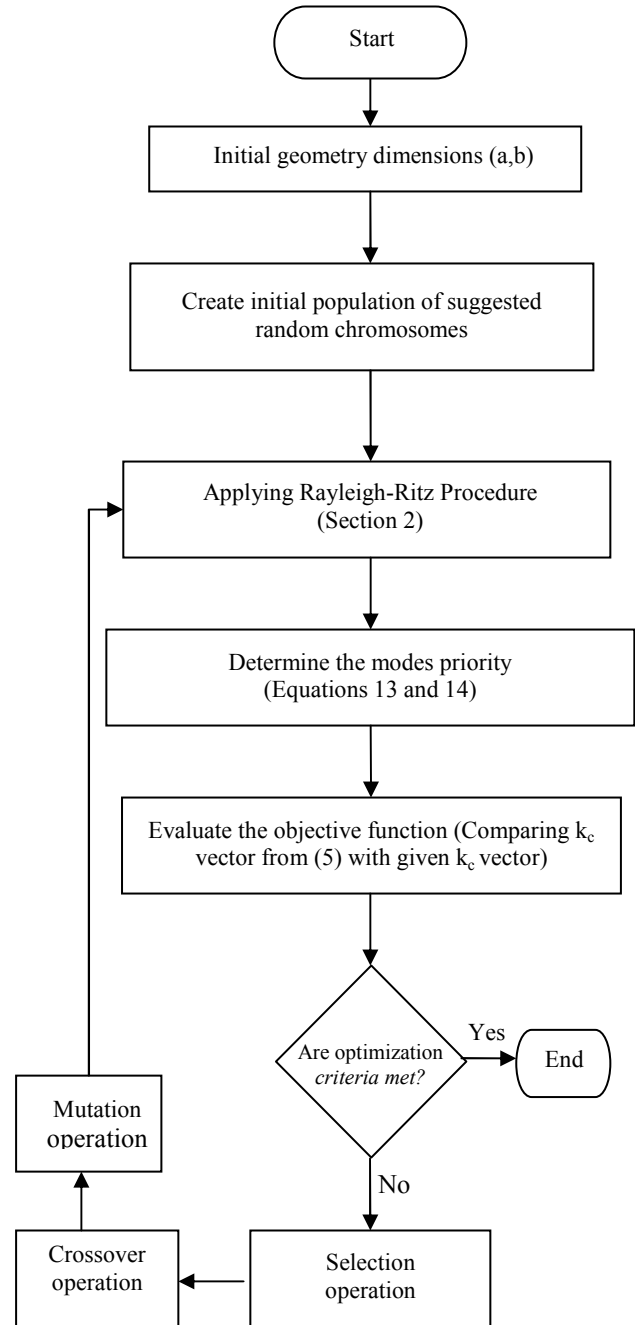 Start
Initial geometry dimensions (a,b)
Create initial population of suggested
random chromosomes
Applying Rayleigh-Ritz Procedure
(Section 2)
Determine the modes priority
(Equations 13 and 14)
Evaluate the objective function (Comparing kc
vector from (5) with given kc vector)
Are optimization
criteria met?
Yes
End
No
Selection
operation
Crossover
operation
Mutation
operation